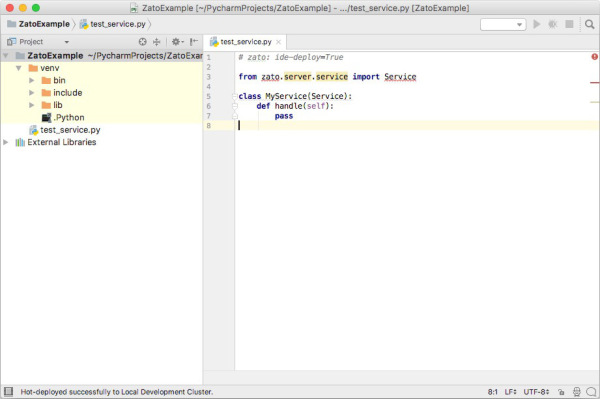 ZatoExample [~/PycharmProjects/ZatoExample] - .../test_service.py [ZatoExample]
ZatoExample test_service.py
Project
test_service.py
ZatoExample ~/PycharmProjects/ZatoExar
venv
bin
include
lib
.Python
test_service.py
External Libraries
1 # zato: ide-deploy=True
2
3 from zato.server.service import Service
4
5 class MyService(Service):
6 def handle(self):
7 pass
8
Hot-deployed successfully to Local Development Cluster. 8:1 LF÷ UTF-8÷